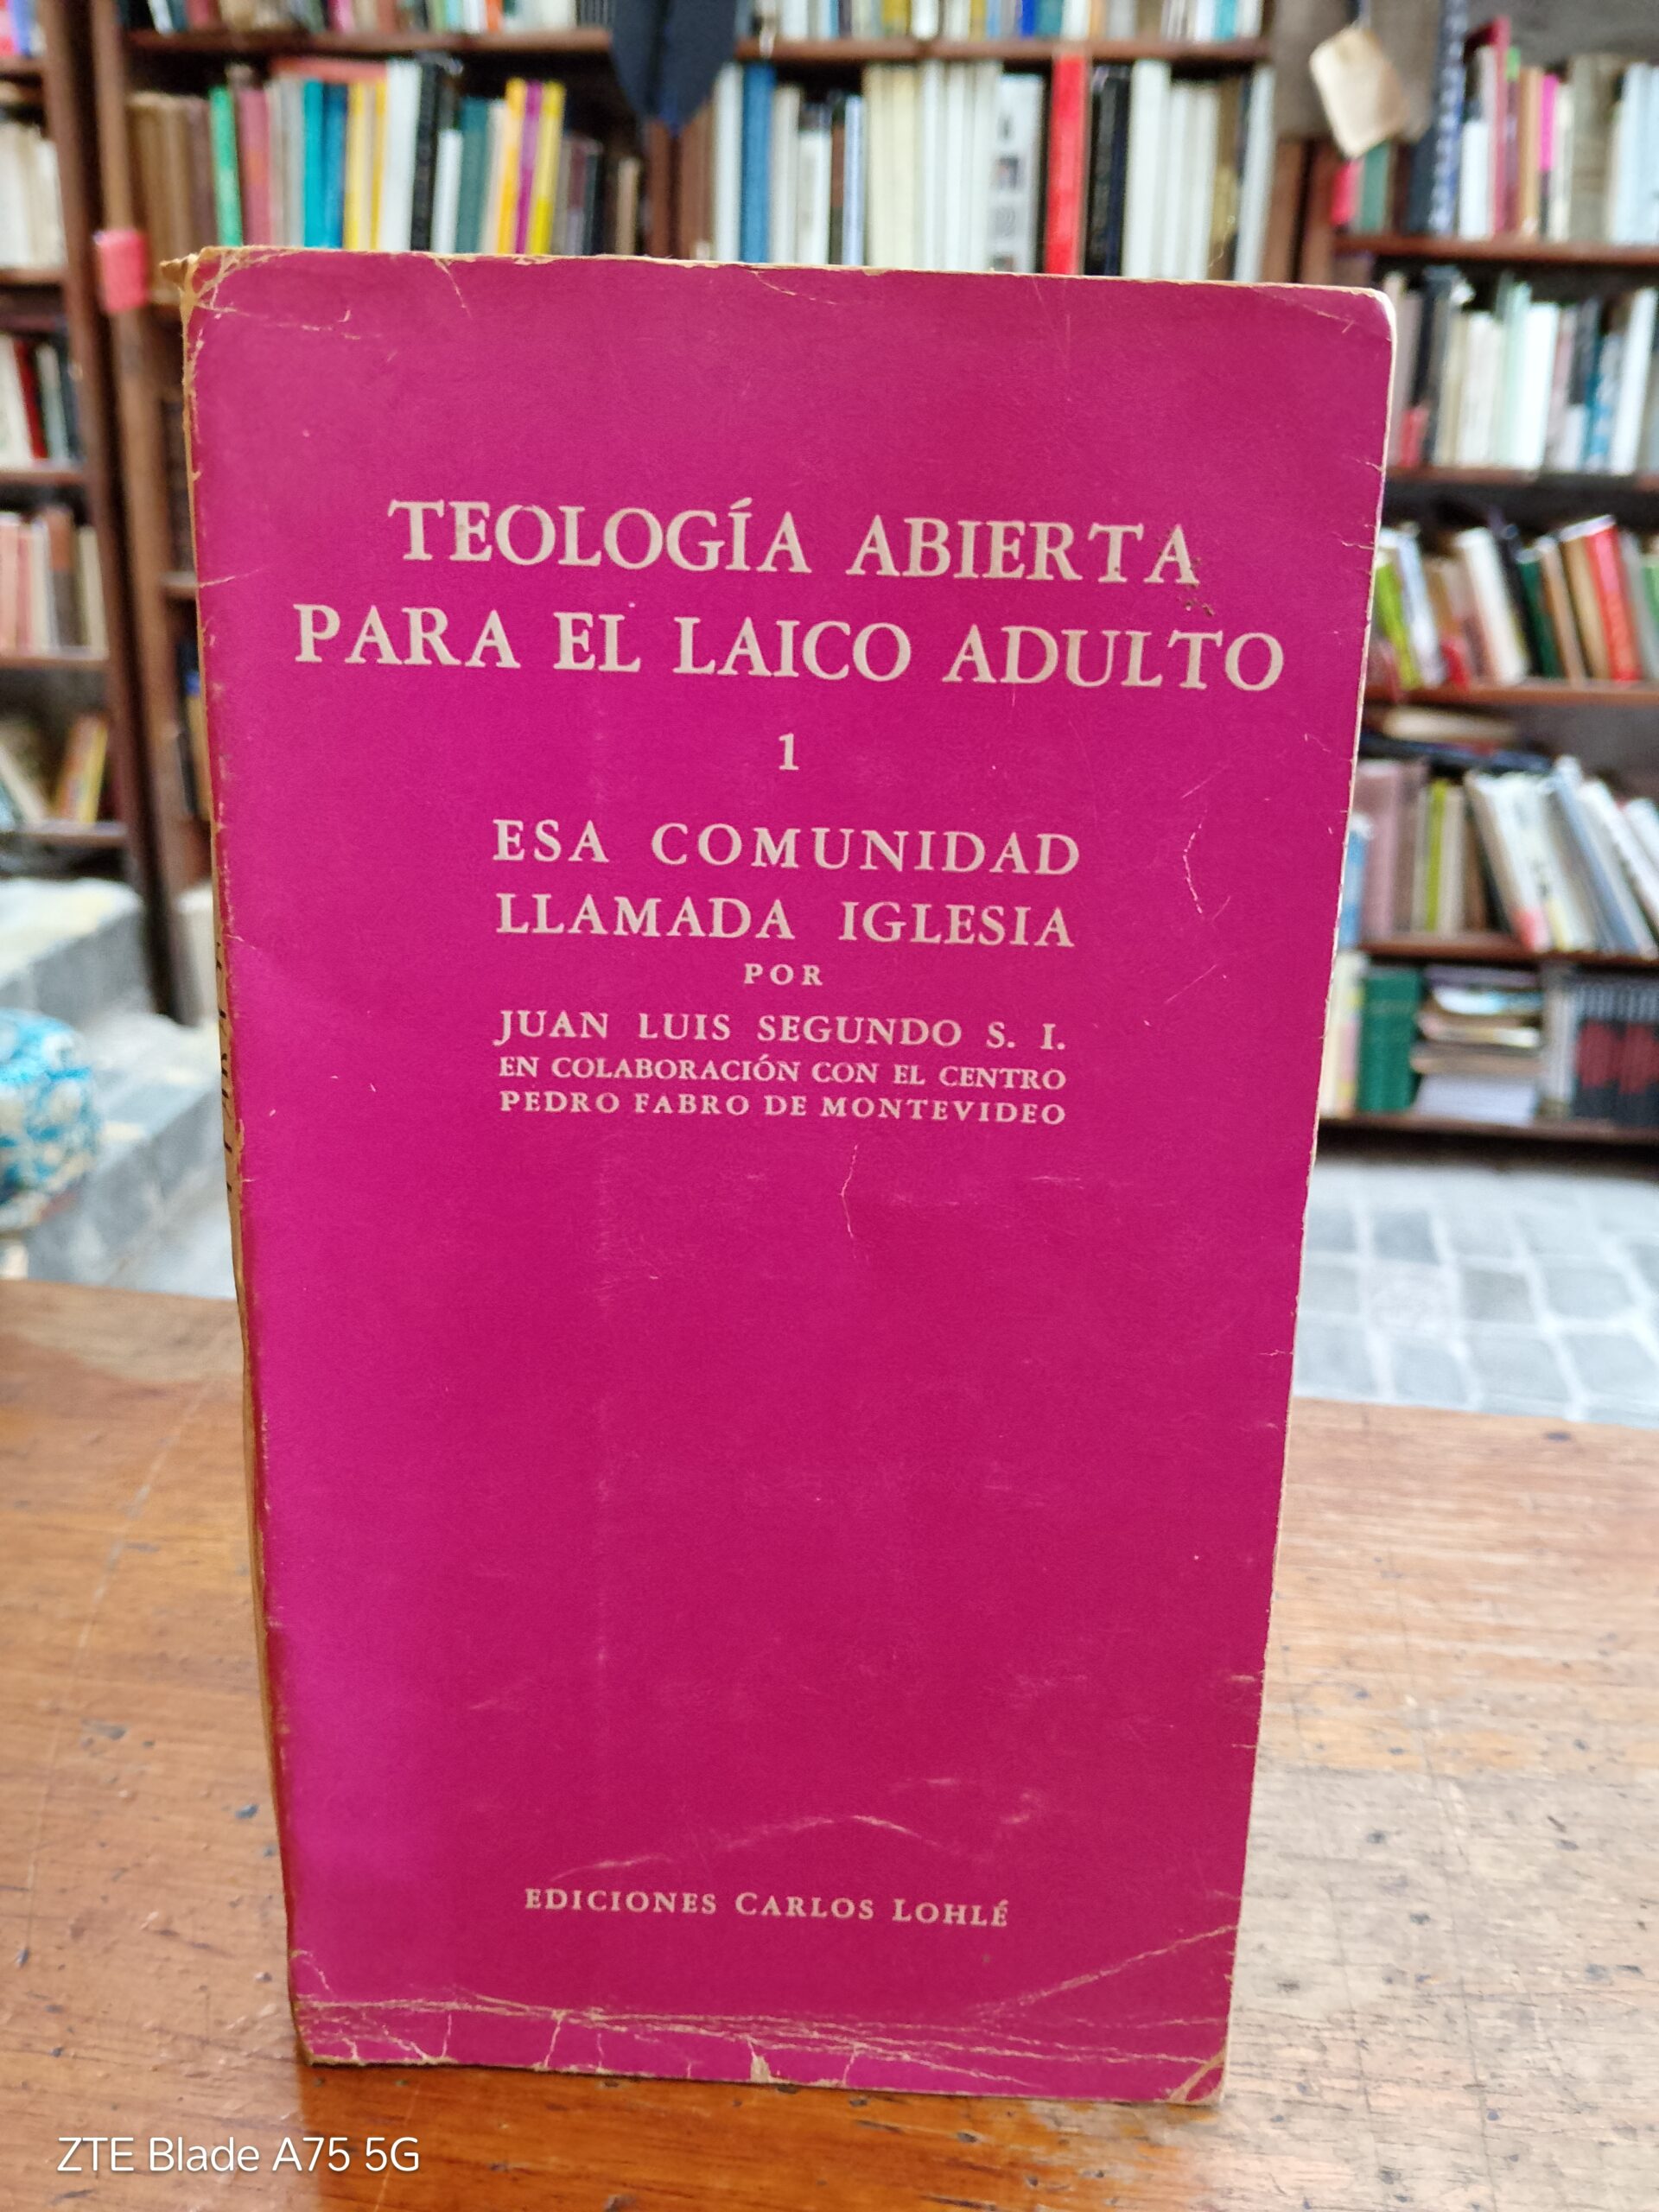 TEOLOGÍA ABIERTA
PARA EL LAICO ADULTO
1
ESA COMUNIDAD
LLAMADA IGLESIA
POR
JUAN LUIS SEGUNDO S. I.
EN COLABORACIÓN CON EL CENTRO
PEDRO FABRO DE MONTEVIDEO
EDICIONES CARLOS LOHLÉ
ZTE Blade A75 5G